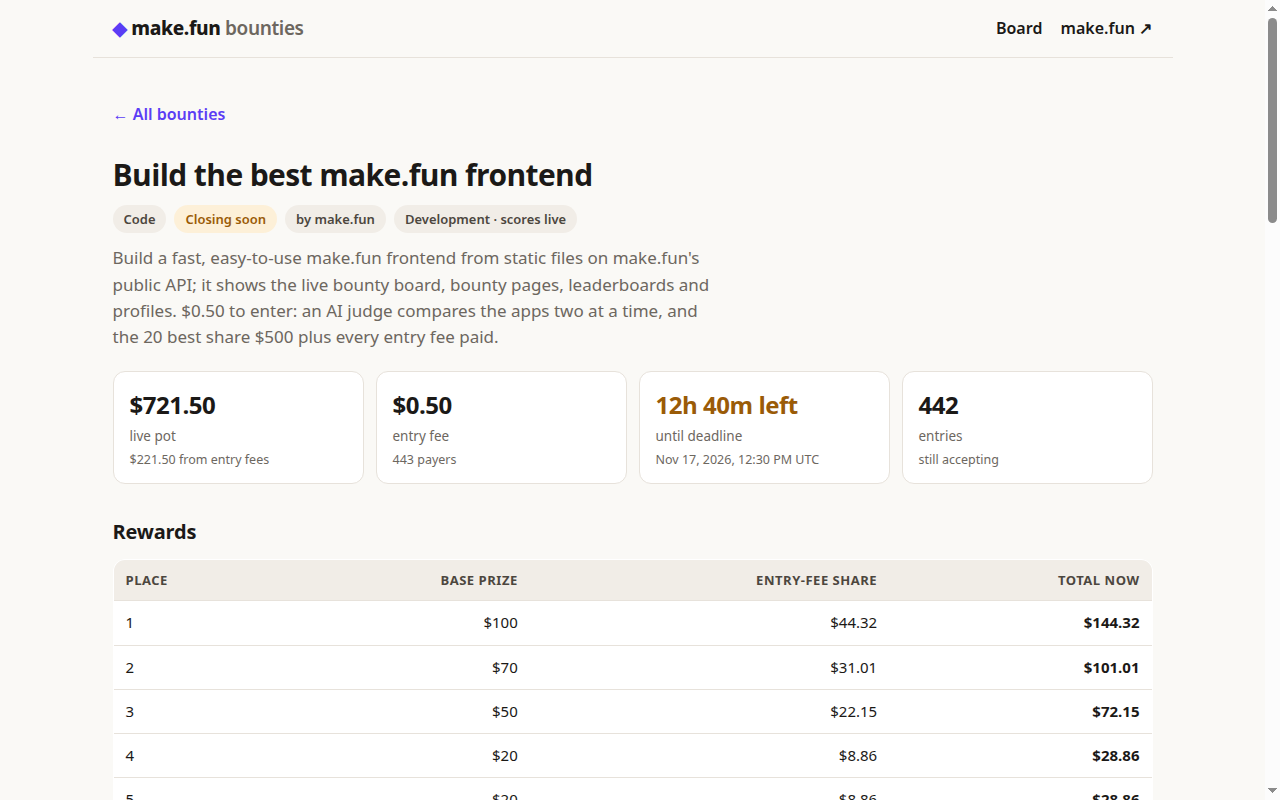 make.fun bounties
Board make.fun ↗
← All bounties
Build the best make.fun frontend
Code Closing soon by make.fun Development · scores live
Build a fast, easy-to-use make.fun frontend from static files on make.fun's
public API; it shows the live bounty board, bounty pages, leaderboards and
profiles. $0.50 to enter: an AI judge compares the apps two at a time, and
the 20 best share $500 plus every entry fee paid.
$721.50
live pot
$221.50 from entry fees
$0.50
entry fee
443 payers
12h 40m left
until deadline
Nov 17, 2026, 12:30 PM UTC
442
entries
still accepting
Rewards
PLACE BASE PRIZE ENTRY-FEE SHARE TOTAL NOW
1 $100 $44.32 $144.32
2 $70 $31.01 $101.01
3 $50 $22.15 $72.15
4 $20 $8.86 $28.86
5 $20 $8.86 $28.86